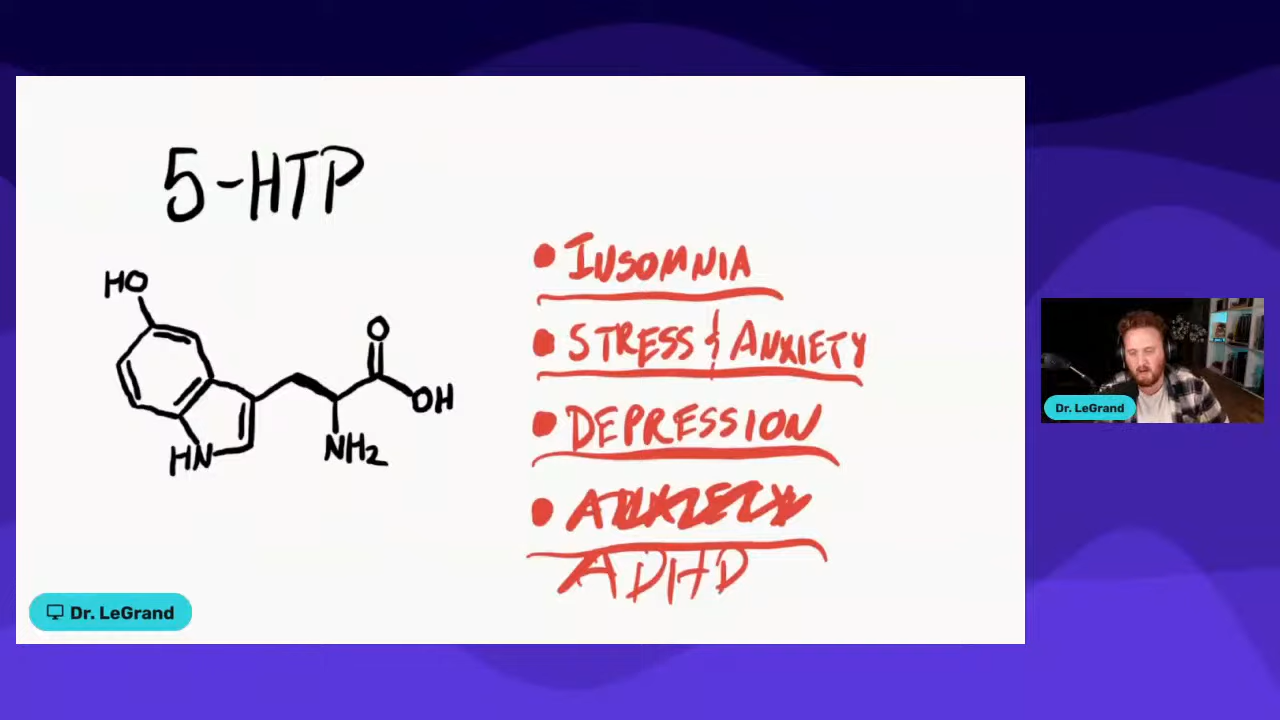 5-HTP
HO
O
OH
NH2
HN
• INSOMNIA
• STRESS & ANXIETY
• DEPRESSION
• ANXIETY
ADHD
Dr. LeGrand
Dr. LeGrand